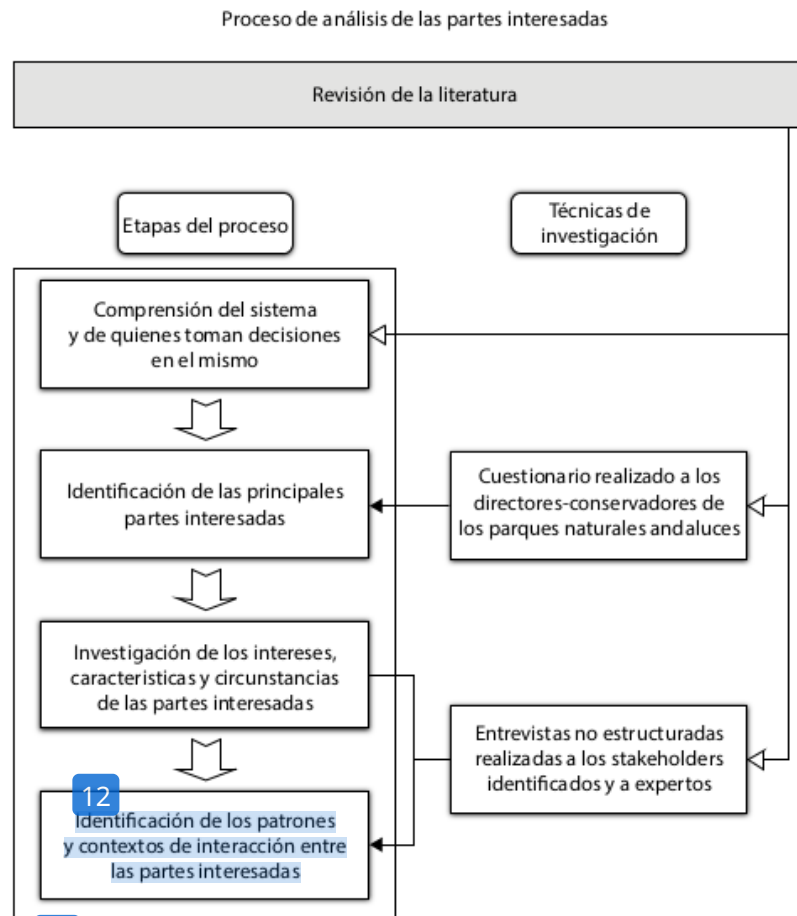 Proceso de análisis de las partes interesadas
Revisión de la literatura
Etapas del proceso
Técnicas de
investigación
Comprensión del sistema
y de quienes toman decisiones
en el mismo
Identificación de las principales
partes interesadas
Cuestionario realizado a los
directores-conservadores de
los parques naturales andaluces
Investigación de los intereses,
caracteristicas y circunstancias
de las partes interesadas
Entrevistas no estructuradas
realizadas a los stakeholders
identificados y a expertos
12
Identificación de los patrones
y contextos de interacción entre
las partes interesadas